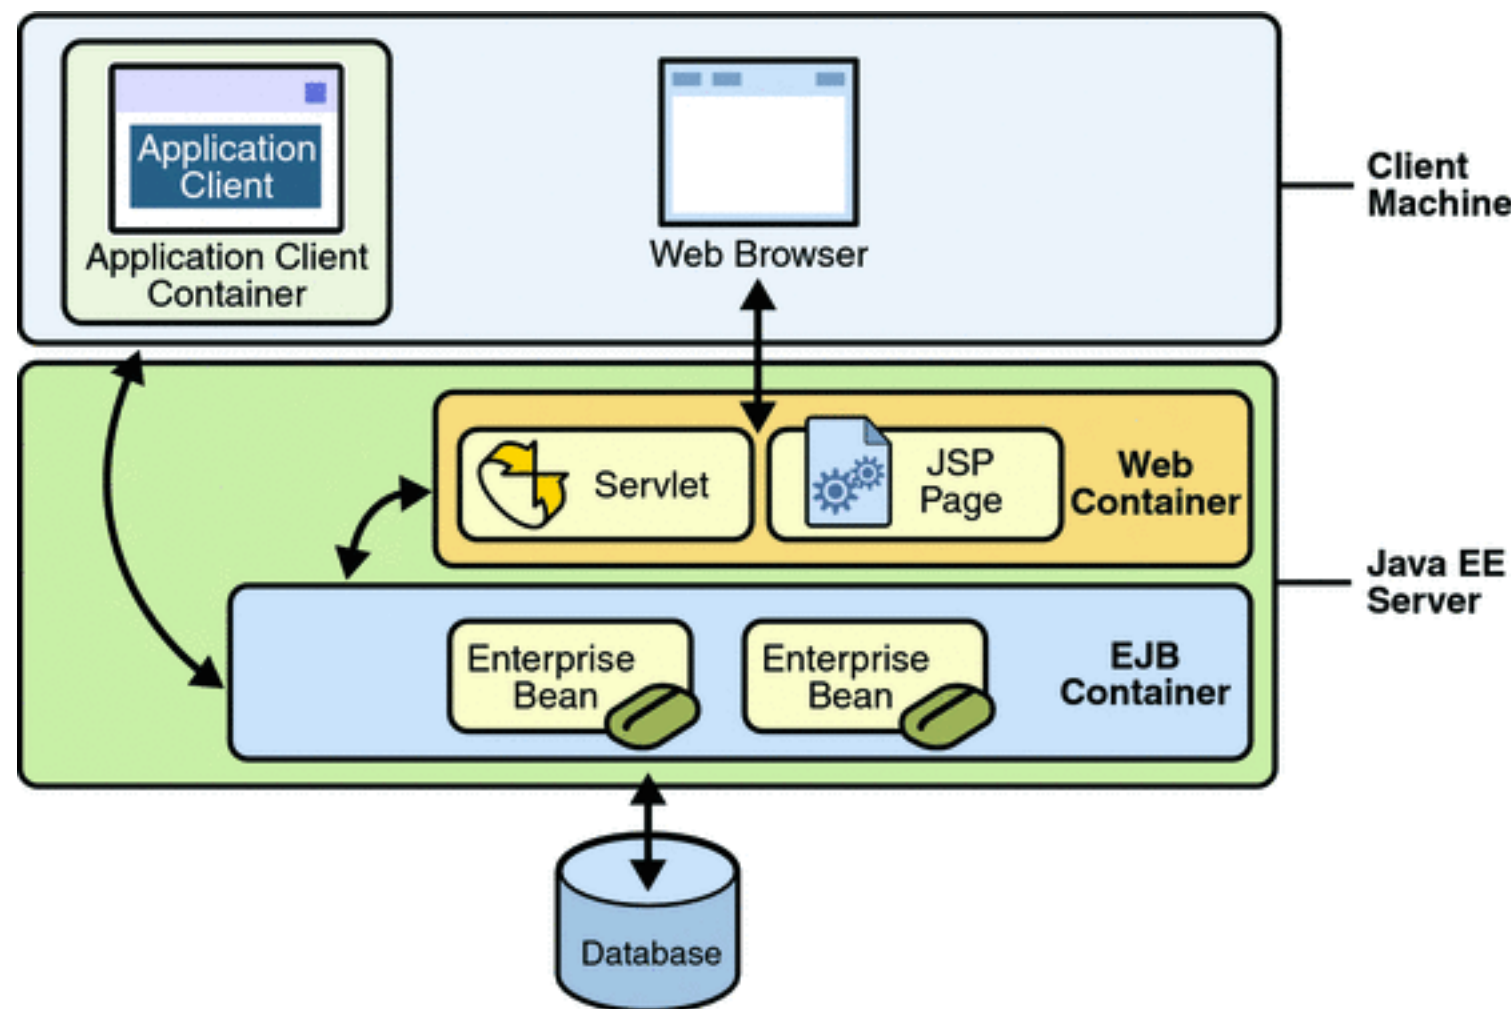 Application
Client
Application Client
Container
Web Browser
Client
Machine
Servlet
JSP
Page
Web
Container
Java EE
Server
Enterprise
Bean
Enterprise
Bean
EJB
Container
Database